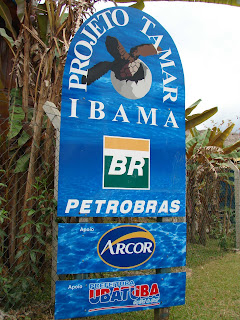 PROJETO TAMAR
IBAMA
BR
PETROBRAS
Apoio
ARCOR
Apoio
PREFEITURA
UBATUBA